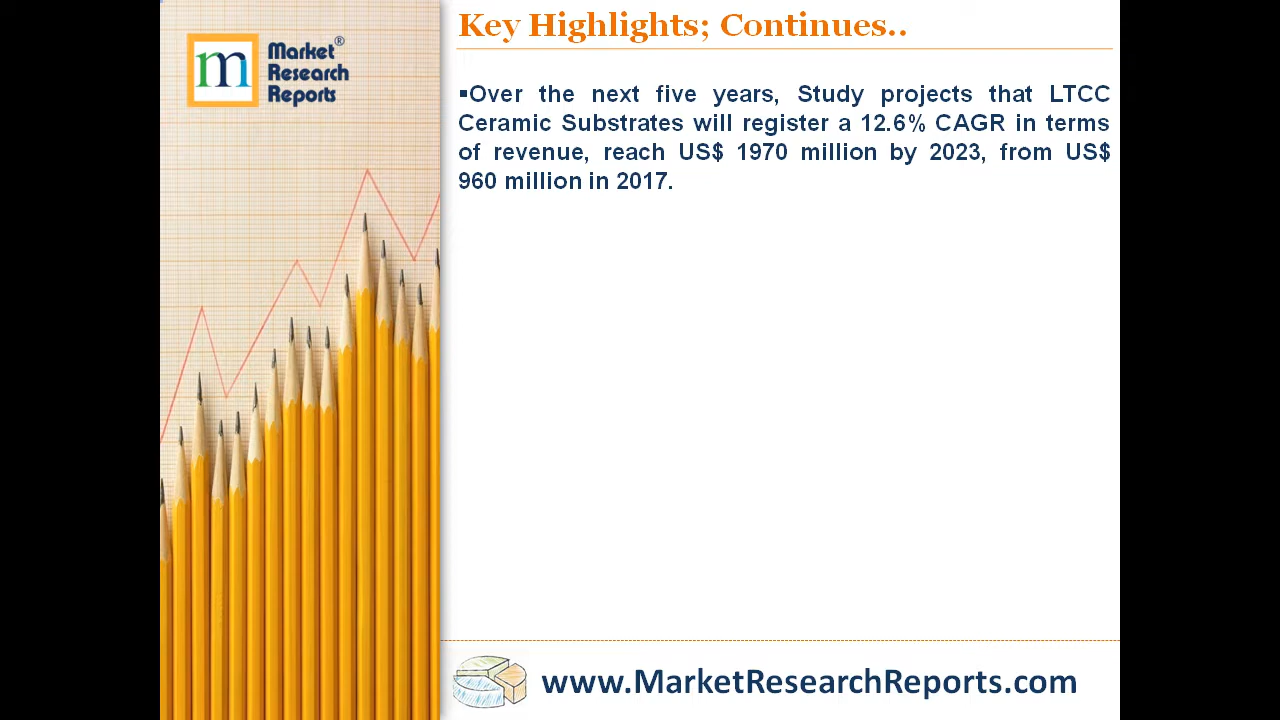 Key Highlights; Continues..
Market®
Research
Reports
m
▪Over the next five years, Study projects that LTCC
Ceramic Substrates will register a 12.6% CAGR in terms
of revenue, reach US$ 1970 million by 2023, from US$
960 million in 2017.
www.MarketResearchReports.com